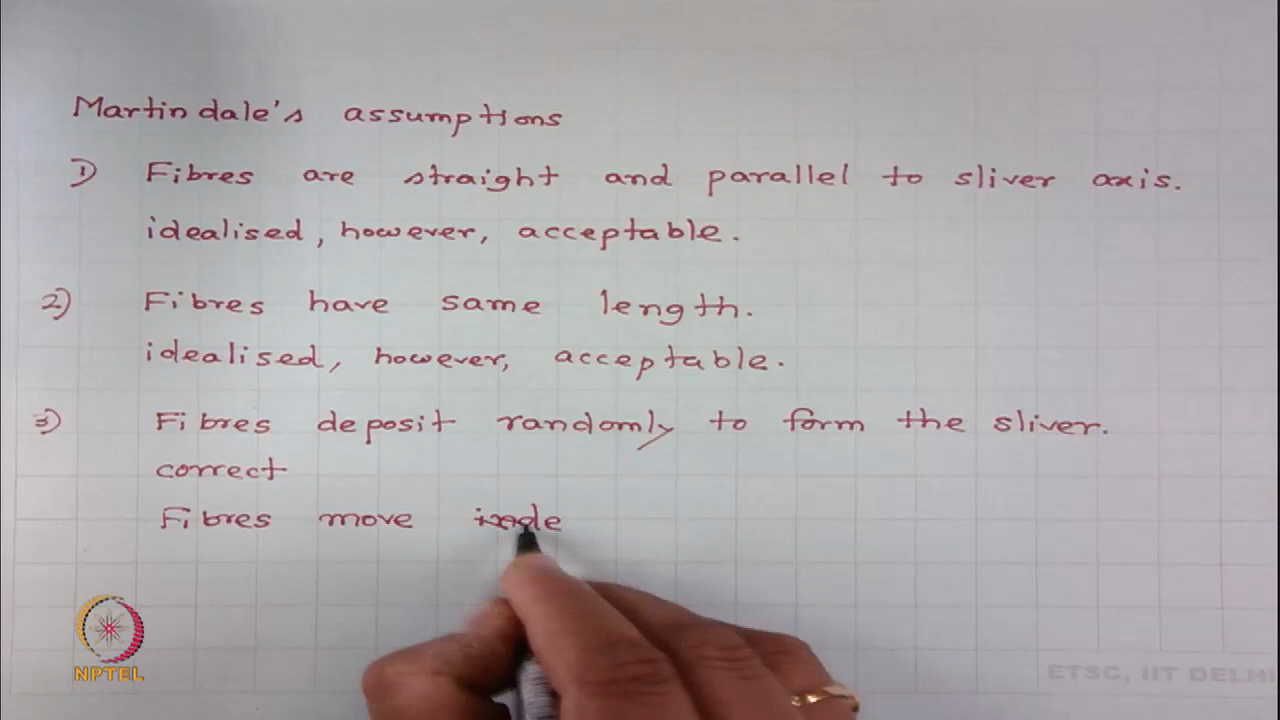 Martindale's assumptions
1) Fibres are straight and parallel to sliver axis.
idealised, however, acceptable.
2) Fibres have same length.
idealised, however, acceptable.
3) Fibres deposit randomly to form the sliver.
correct
Fibres move
NPTEL
ETSC, IIT DELHI